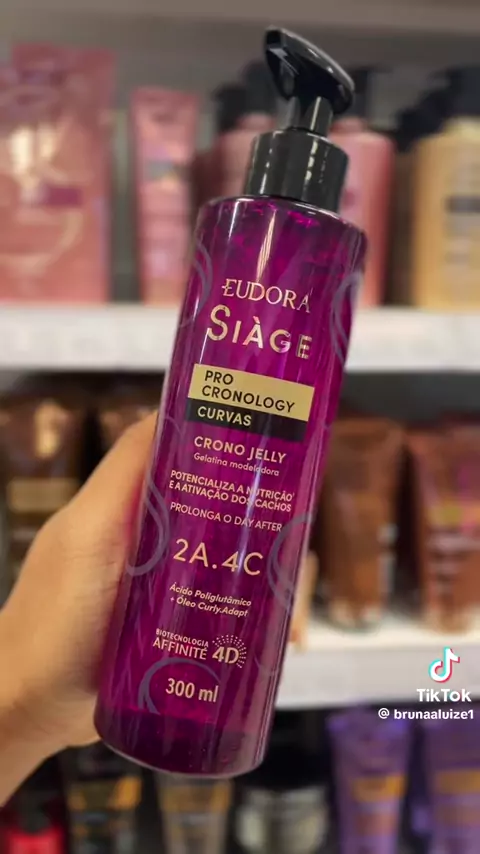 EUDORA
SIÀGE
PRO
CRONOLOGY
CURVAS
CRONO JELLY
Gelatina modeladora
POTENCIALIZA A NUTRIÇÃO
E A ATIVAÇÃO DOS CACHOS
PROLONGA O DAY AFTER
2A.4C
Ácido Poliglutâmico
+ Óleo Curly.Adapt
BIOTECNOLOGIA
AFFINITÉ 4D
300 ml
TikTok
@ brunaaluize1